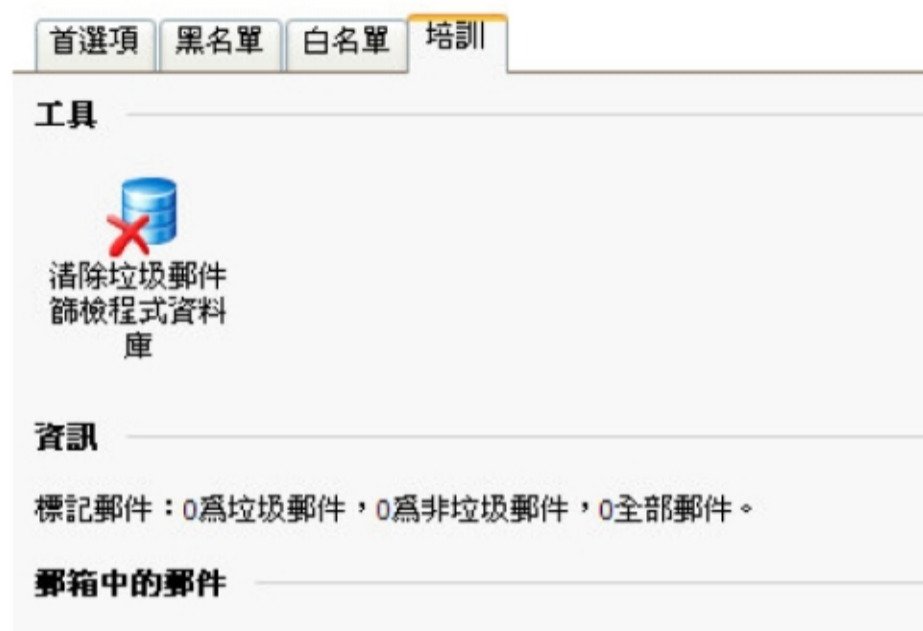 首選項 黑名單 白名單 培訓
工具
清除垃圾郵件
篩檢程式資料
庫
資訊
標記郵件：0爲垃圾郵件，0爲非垃圾郵件，0全部郵件。
郵箱中的郵件